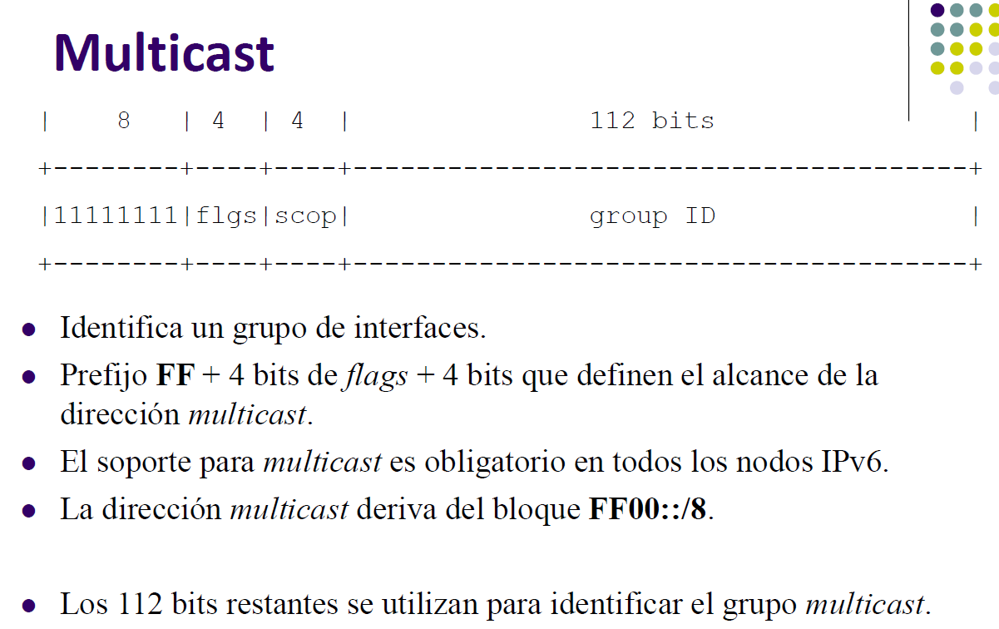 Multicast
|    8   | 4  | 4  |               112 bits                |
+--------+----+----+---------------------------------------+
|11111111|flgs|scop|               group ID                |
+--------+----+----+---------------------------------------+
● Identifica un grupo de interfaces.
● Prefijo FF + 4 bits de flags + 4 bits que definen el alcance de la
dirección multicast.
● El soporte para multicast es obligatorio en todos los nodos IPv6.
● La dirección multicast deriva del bloque FF00::/8.
● Los 112 bits restantes se utilizan para identificar el grupo multicast.